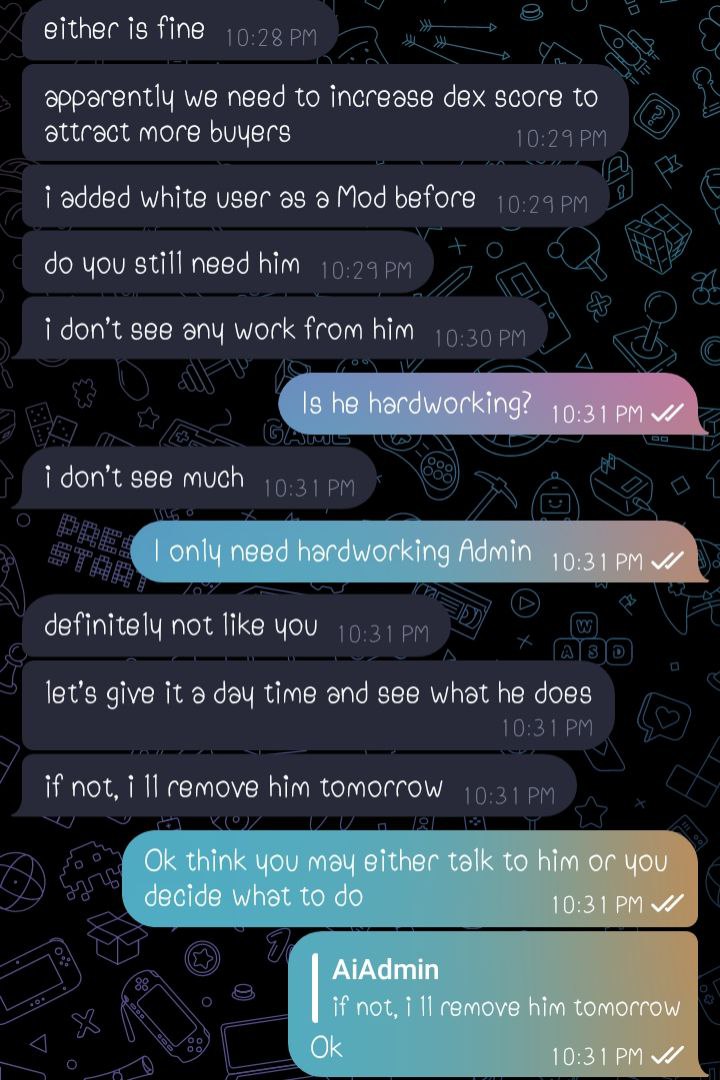 either is fine 10:28 PM
apparently we need to increase dex score to
attract more buyers 10:29 PM
i added white user as a Mod before 10:29 PM
do you still need him 10:29 PM
i don't see any work from him 10:30 PM
Is he hardworking? 10:31 PM
GAME
i don't see much 10:31 PM
PRES
START
I only need hardworking Admin 10:31 PM
definitely not like you 10:31 PM
W
A S D
let's give it a day time and see what he does
10:31 PM
if not, i ll remove him tomorrow 10:31 PM
Ok think you may either talk to him or you
decide what to do 10:31 PM
AiAdmin
if not, i ll remove him tomorrow
Ok 10:31 PM